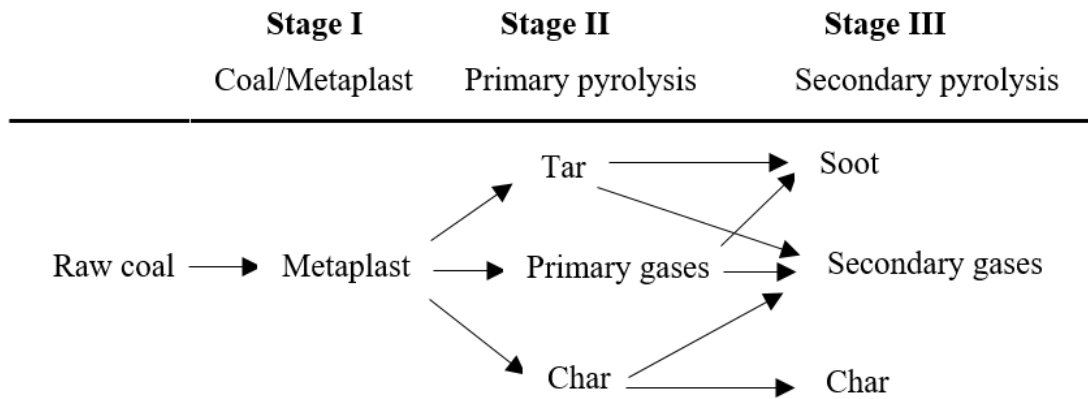 Stage I Stage II Stage III
Coal/Metaplast Primary pyrolysis Secondary pyrolysis
Tar Soot
Raw coal Metaplast Primary gases Secondary gases
Char Char